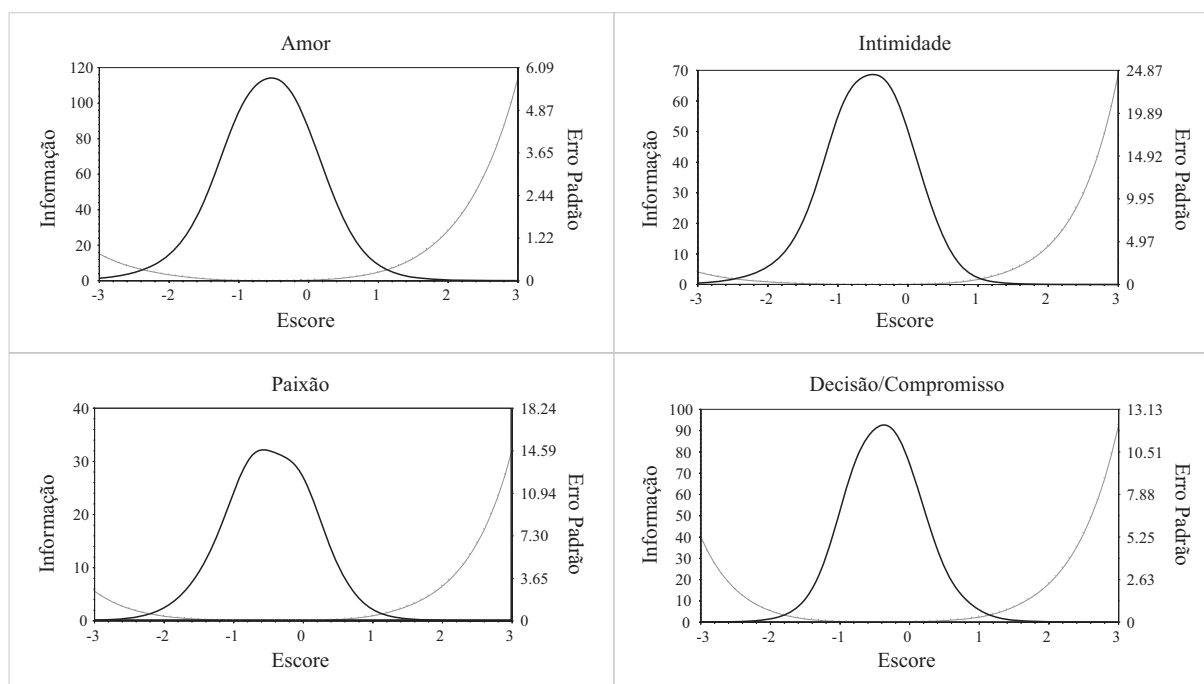 Amor
120
100
80
60
40
20
0
6.09
4.87
3.65
2.44
1.22
0
-3 -2 -1 0 1 2 3
Informação
Erro Padrão
Escore
Intimidade
70
60
50
40
30
20
10
0
24.87
19.89
14.92
9.95
4.97
0
-3 -2 -1 0 1 2 3
Informação
Erro Padrão
Escore
Paixão
40
30
20
10
0
18.24
14.59
10.94
7.30
3.65
0
-3 -2 -1 0 1 2 3
Informação
Erro Padrão
Escore
Decisão/Compromisso
100
90
80
70
60
50
40
30
20
10
0
13.13
10.51
7.88
5.25
2.63
0
-3 -2 -1 0 1 2 3
Informação
Erro Padrão
Escore